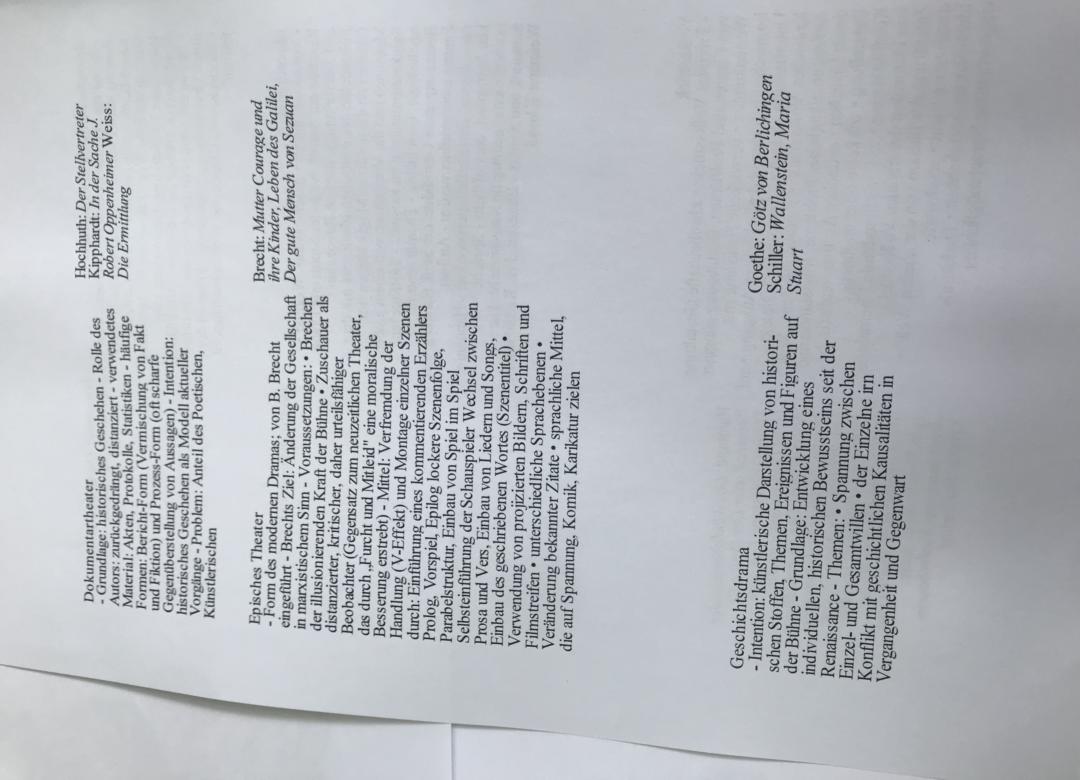 Dokumentartheater
- Grundlage: historisches Geschehen - Rolle des
Autors: zurückgedrängt, distanziert - verwendetes
Material: Akten, Protokolle, Statistiken - häufige
Formen: Bericht-Form (Vermischung von Fakt
und Fiktion) und Prozess-Form (oft scharfe
Gegenüberstellung von Aussagen) - Intention:
historisches Geschehen als Modell aktueller
Vorgänge - Problem: Anteil des Poetischen,
Künstlerischen
Hochhuth: Der Stellvertreter
Kipphardt: In der Sache J.
Robert Oppenheimer Weiss:
Die Ermittlung
Episches Theater
- Form des modernen Dramas; von B. Brecht
eingeführt - Brechts Ziel: Änderung der Gesellschaft
in marxistischem Sinn - Voraussetzungen: • Brechen
der illusionierenden Kraft der Bühne • Zuschauer als
distanzierter, kritischer, daher urteilsfähiger
Beobachter (Gegensatz zum neuzeitlichen Theater,
das durch „Furcht und Mitleid" eine moralische
Besserung erstrebt) - Mittel: Verfremdung der
Handlung (V-Effekt) und Montage einzelner Szenen
durch: Einführung eines kommentierenden Erzählers
Prolog, Vorspiel, Epilog lockere Szenenfolge,
Parabelstruktur, Einbau von Spiel im Spiel
Selbsteinführung der Schauspieler Wechsel zwischen
Prosa und Vers, Einbau von Liedern und Songs,
Einbau des geschriebenen Wortes (Szenentitel) •
Verwendung von projizierten Bildern, Schriften und
Filmstreifen • unterschiedliche Sprachebenen •
Veränderung bekannter Zitate • sprachliche Mittel,
die auf Spannung, Komik, Karikatur zielen
Brecht: Mutter Courage und
ihre Kinder, Leben des Galilei,
Der gute Mensch von Sezuan
Geschichtsdrama
- Intention: künstlerische Darstellung von histori-
schen Stoffen, Themen, Ereignissen und Figuren auf
der Bühne - Grundlage: Entwicklung eines
individuellen, historischen Bewusstseins seit der
Renaissance - Themen: • Spannung zwischen
Einzel- und Gesamtwillen • der Einzelne irn
Konflikt mit geschichtlichen Kausalitäten in
Vergangenheit und Gegenwart
Goethe: Götz von Berlichingen
Schiller: Wallenstein, Maria
Stuart